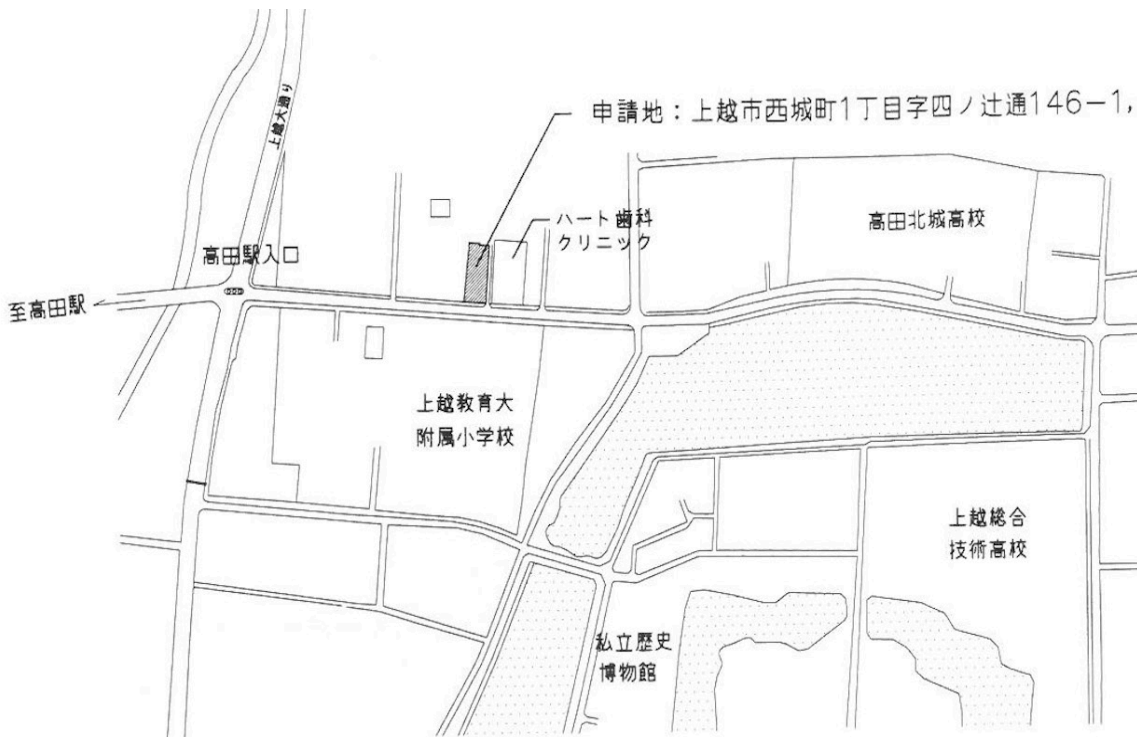 上越大通り
申請地：上越市西城町1丁目字四ノ辻通146-1,
ハート歯科
クリニック
高田北城高校
高田駅入口
至高田駅
上越教育大
附属小学校
上越総合
技術高校
私立歴史
博物館